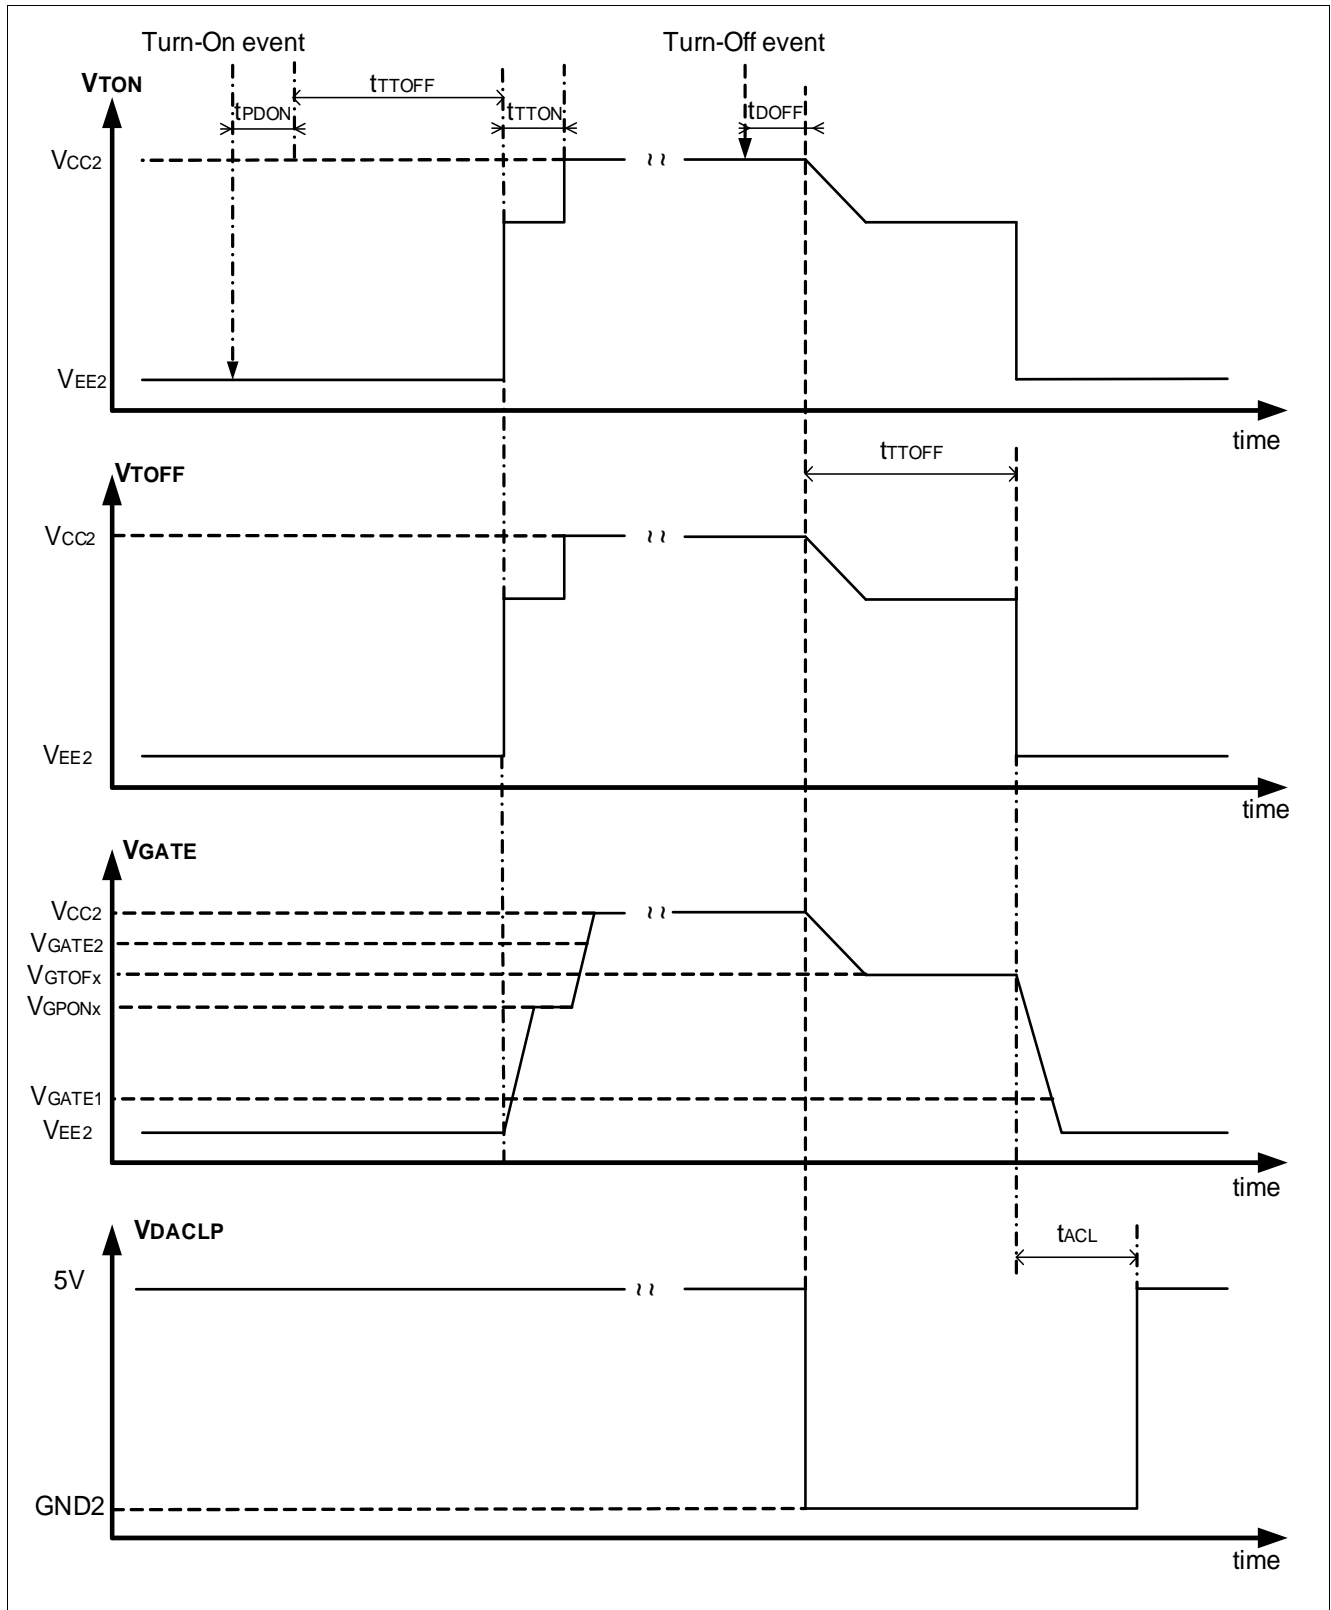 Turn-On event Turn-Off event
VTON tTTOFF
tPDON tTTON tDOFF
VCC2
VEE2
time
VTOFF tTTOFF
VCC2
VEE2
time
VGATE
VCC2
VGATE2
VGTOFx
VGPONx
VGATE1
VEE2
time
VDACLP tACL
5V
GND2
time